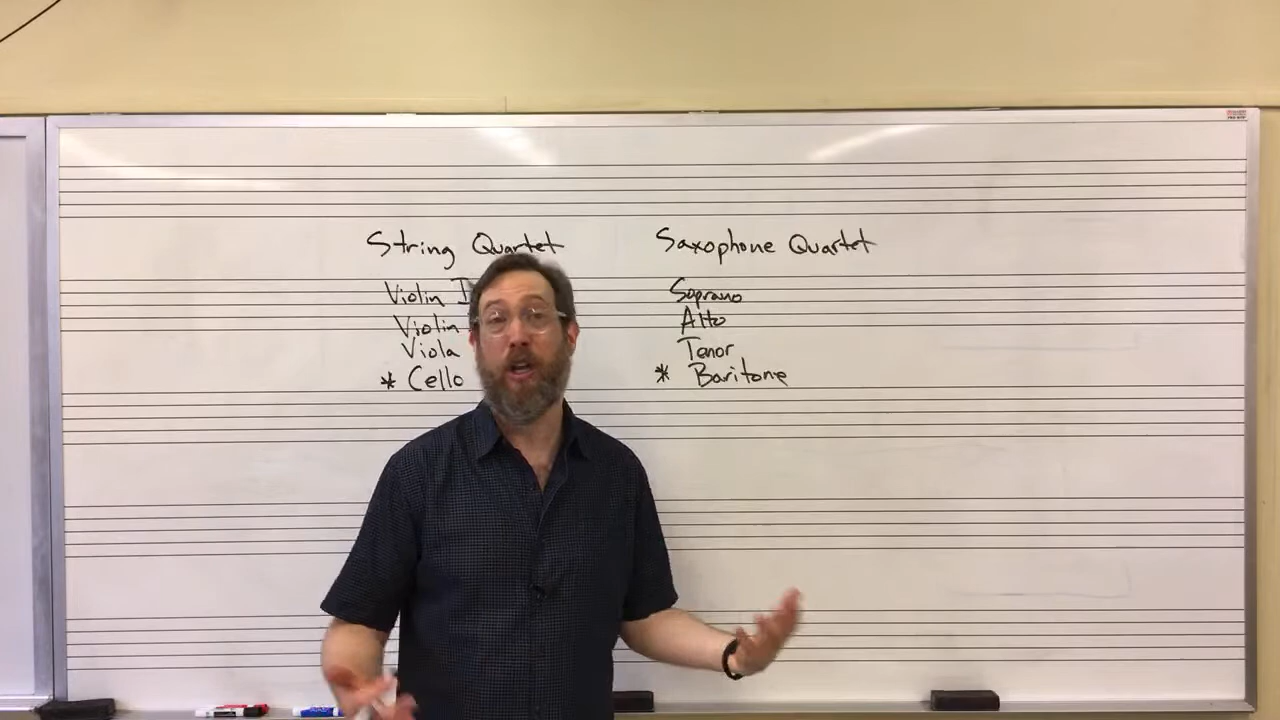 String Quartet
Violin I
Violin
Viola
* Cello
Saxophone Quartet
Soprano
Alto
Tenor
* Baritone